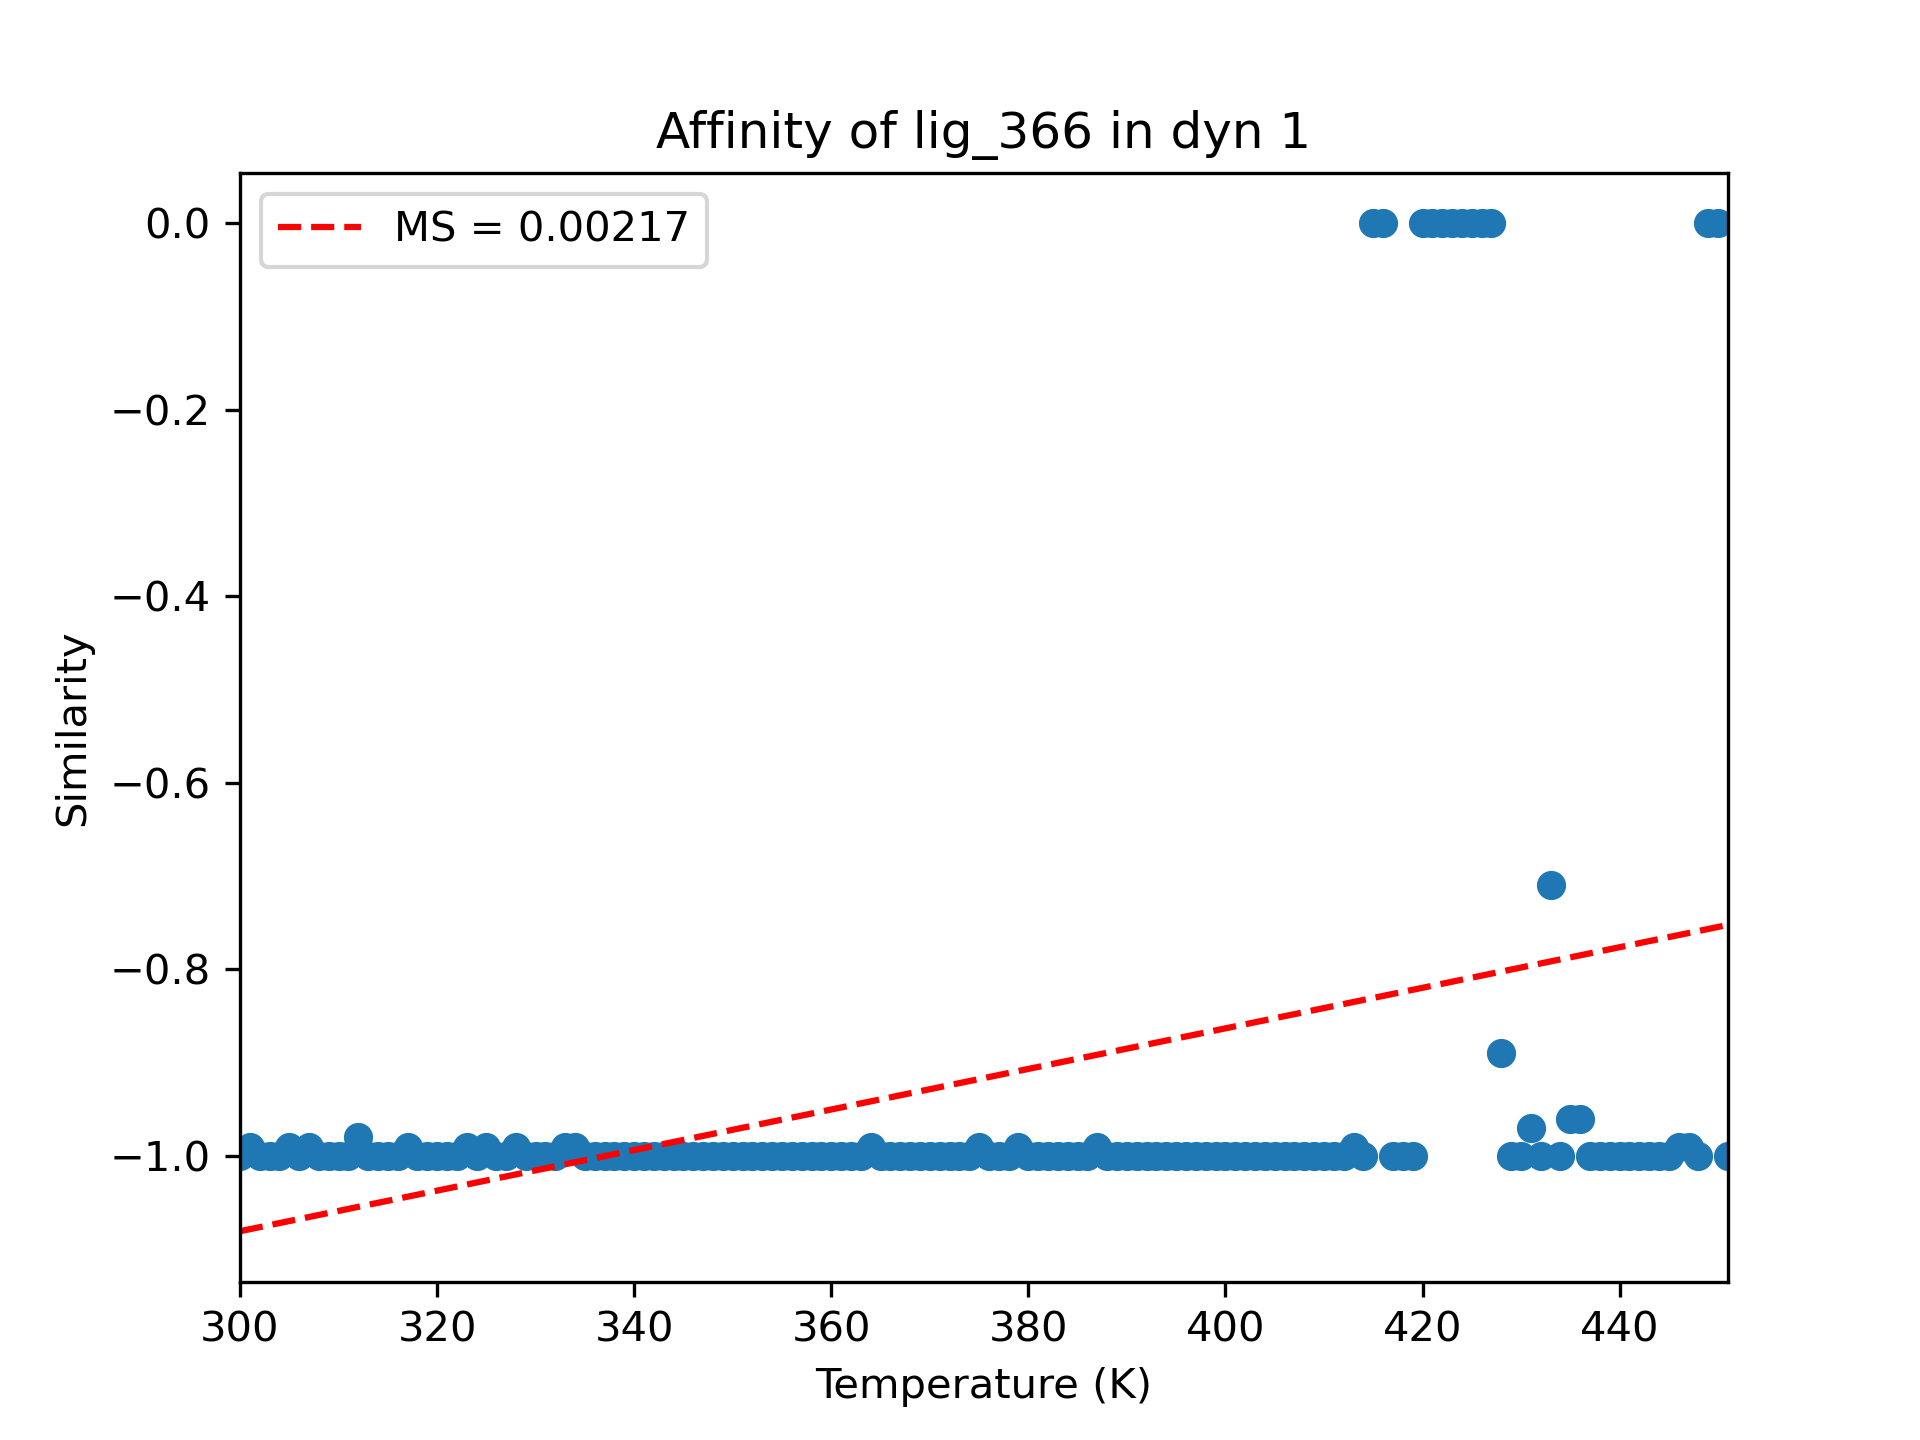 Affinity of lig_366 in dyn 1
MS = 0.00217
0.0
−0.2
−0.4
−0.6
−0.8
−1.0
Similarity
300 320 340 360 380 400 420 440
Temperature (K)